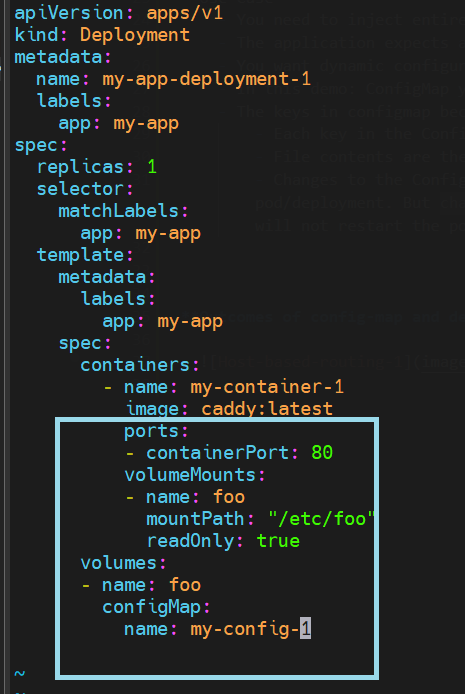 apiVersion: apps/v1
kind: Deployment
metadata:
  name: my-app-deployment-1
  labels:
    app: my-app
spec:
  replicas: 1
  selector:
    matchLabels:
      app: my-app
  template:
    metadata:
      labels:
        app: my-app
    spec:
      containers:
        - name: my-container-1
          image: caddy:latest
          ports:
          - containerPort: 80
          volumeMounts:
          - name: foo
            mountPath: "/etc/foo"
            readOnly: true
      volumes:
      - name: foo
        configMap:
          name: my-config-1
~